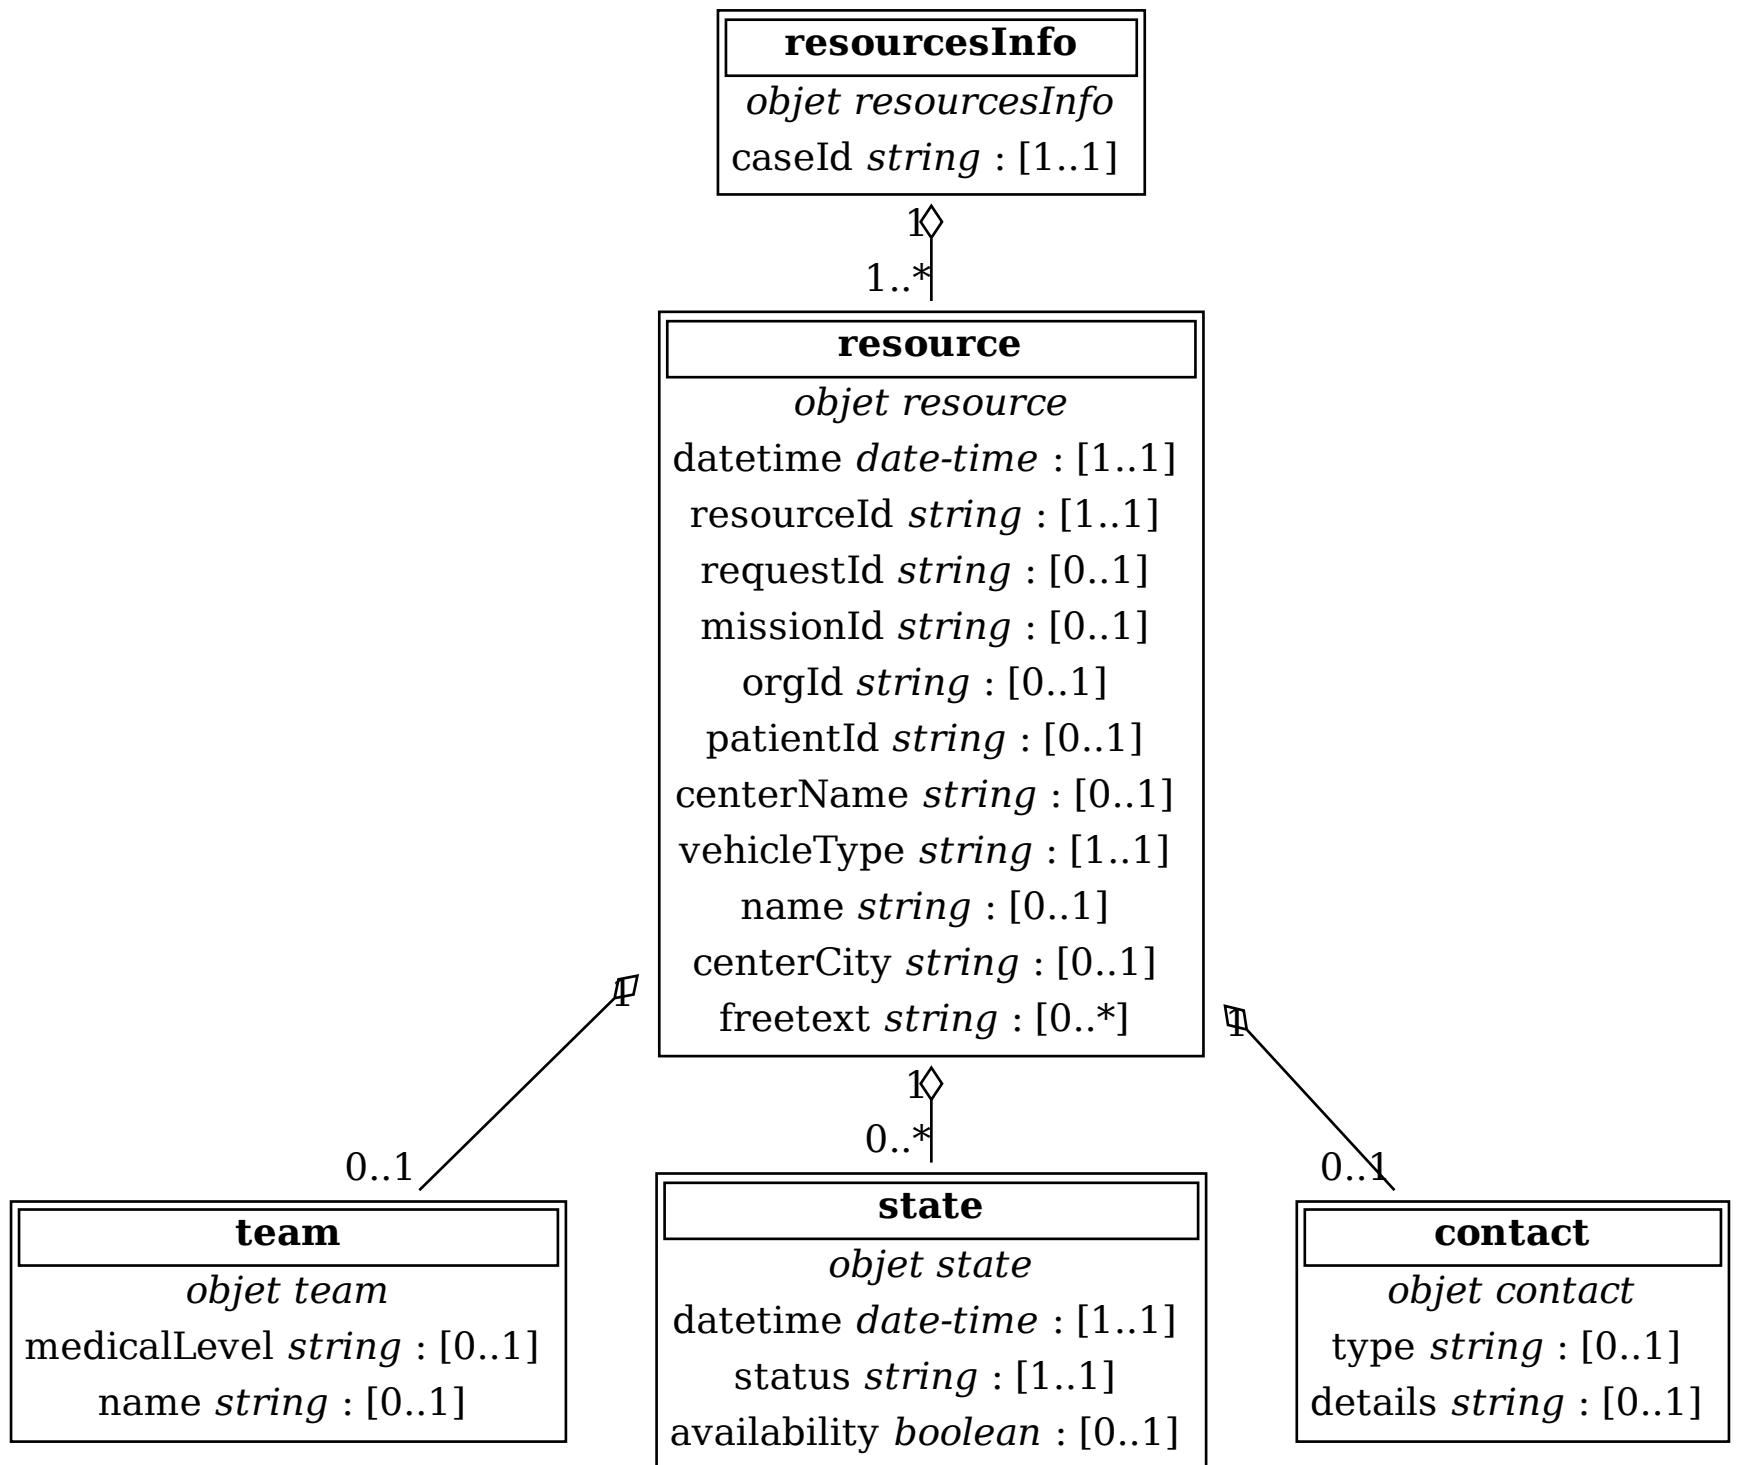 resourcesInfo
objet resourcesInfo
caseId string : [1..1]
1
1..*
resource
objet resource
datetime date-time : [1..1]
resourceId string : [1..1]
requestId string : [0..1]
missionId string : [0..1]
orgId string : [0..1]
patientId string : [0..1]
centerName string : [0..1]
vehicleType string : [1..1]
name string : [0..1]
centerCity string : [0..1]
freetext string : [0..*]
1
1
1
0..1
0..*
0..1
team
objet team
medicalLevel string : [0..1]
name string : [0..1]
state
objet state
datetime date-time : [1..1]
status string : [1..1]
availability boolean : [0..1]
contact
objet contact
type string : [0..1]
details string : [0..1]